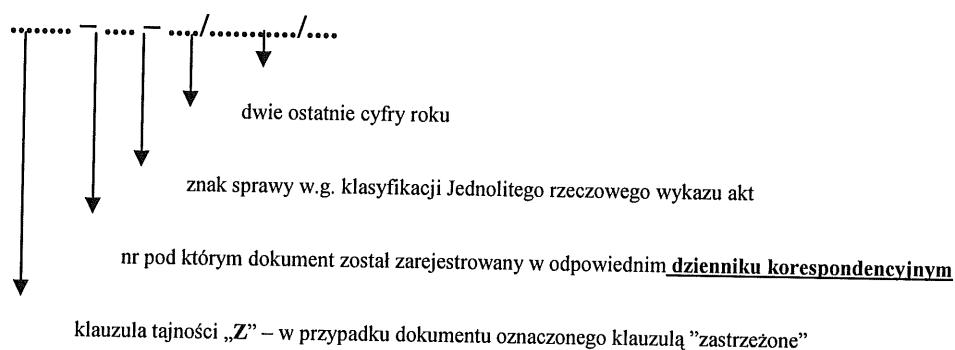 ........ – .... – ..../............/....
dwie ostatnie cyfry roku
znak sprawy w.g. klasyfikacji Jednolitego rzeczowego wykazu akt
nr pod którym dokument został zarejestrowany w odpowiednim dzienniku korespondencyjnym
klauzula tajności „Z” – w przypadku dokumentu oznaczonego klauzulą ”zastrzeżone”